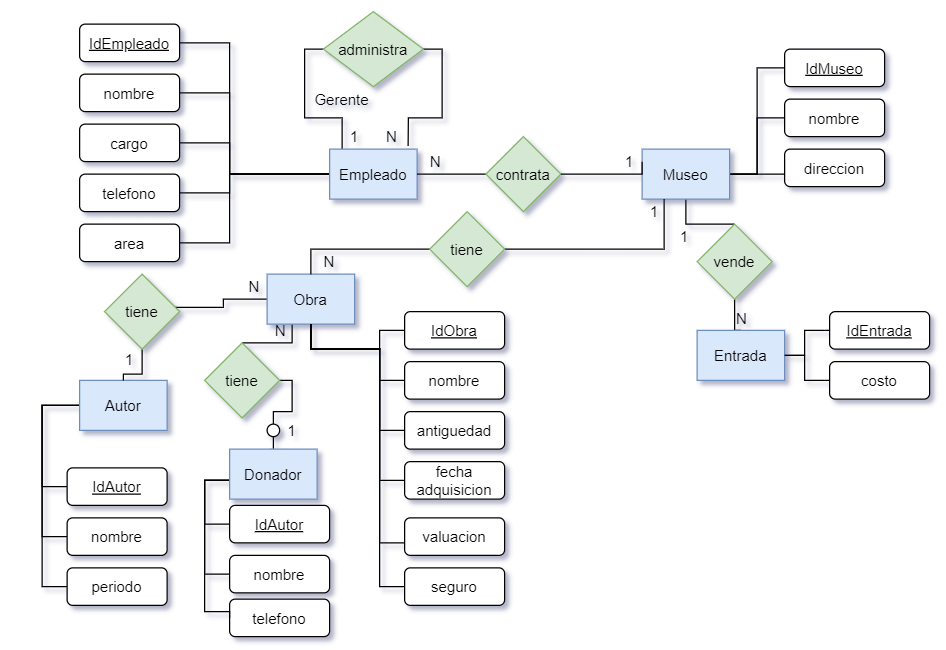 IdEmpleado
nombre
cargo
telefono
area
administra
Gerente
1
N
Empleado
N
contrata
1
Museo
IdMuseo
nombre
direccion
1
1
tiene
N
vende
N
Entrada
IdEntrada
costo
Obra
N
tiene
1
Autor
IdAutor
nombre
periodo
N
tiene
1
Donador
IdAutor
nombre
telefono
IdObra
nombre
antiguedad
fecha
adquisicion
valuacion
seguro